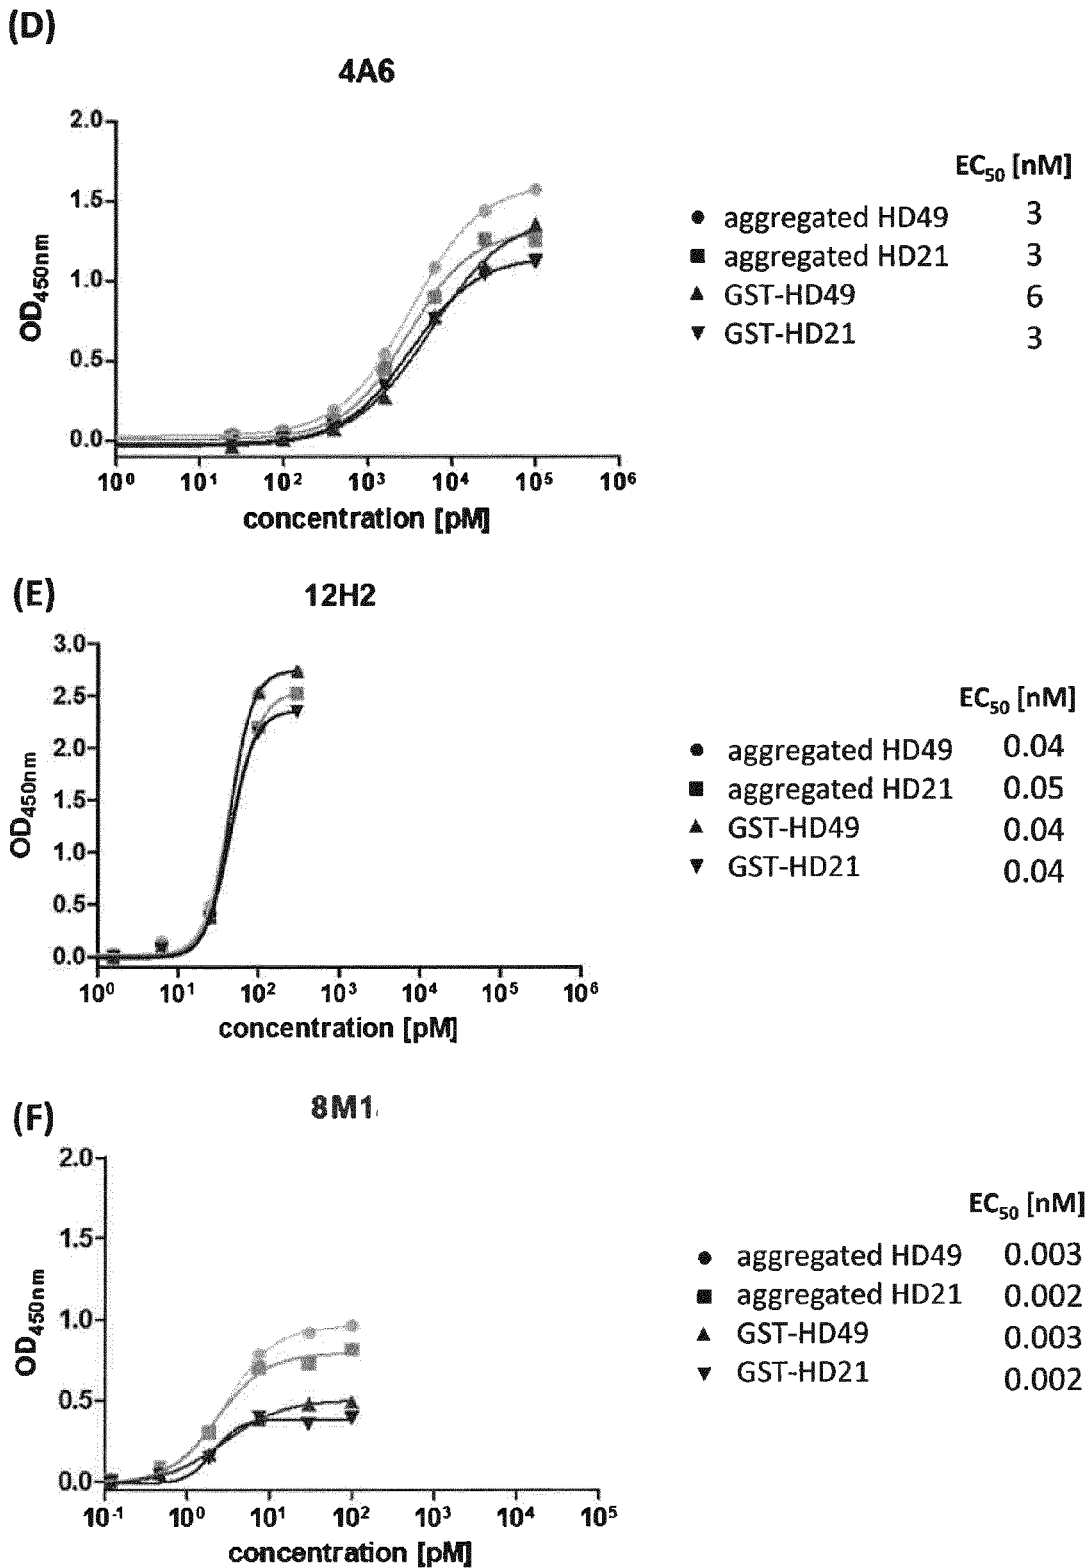 (D)
4A6
2.0
1.5
1.0
0.5
0.0
OD450nm
10⁰ 10¹ 10² 10³ 10⁴ 10⁵ 10⁶
concentration [pM]
EC50 [nM]
aggregated HD49 3
aggregated HD21 3
GST-HD49 6
GST-HD21 3
(E)
12H2
3.0
2.5
2.0
1.5
1.0
0.5
0.0
OD450nm
10⁰ 10¹ 10² 10³ 10⁴ 10⁵ 10⁶
concentration [pM]
EC50 [nM]
aggregated HD49 0.04
aggregated HD21 0.05
GST-HD49 0.04
GST-HD21 0.04
(F)
8M1
2.0
1.5
1.0
0.5
0.0
OD450nm
10⁻¹ 10⁰ 10¹ 10² 10³ 10⁴ 10⁵
concentration [pM]
EC50 [nM]
aggregated HD49 0.003
aggregated HD21 0.002
GST-HD49 0.003
GST-HD21 0.002